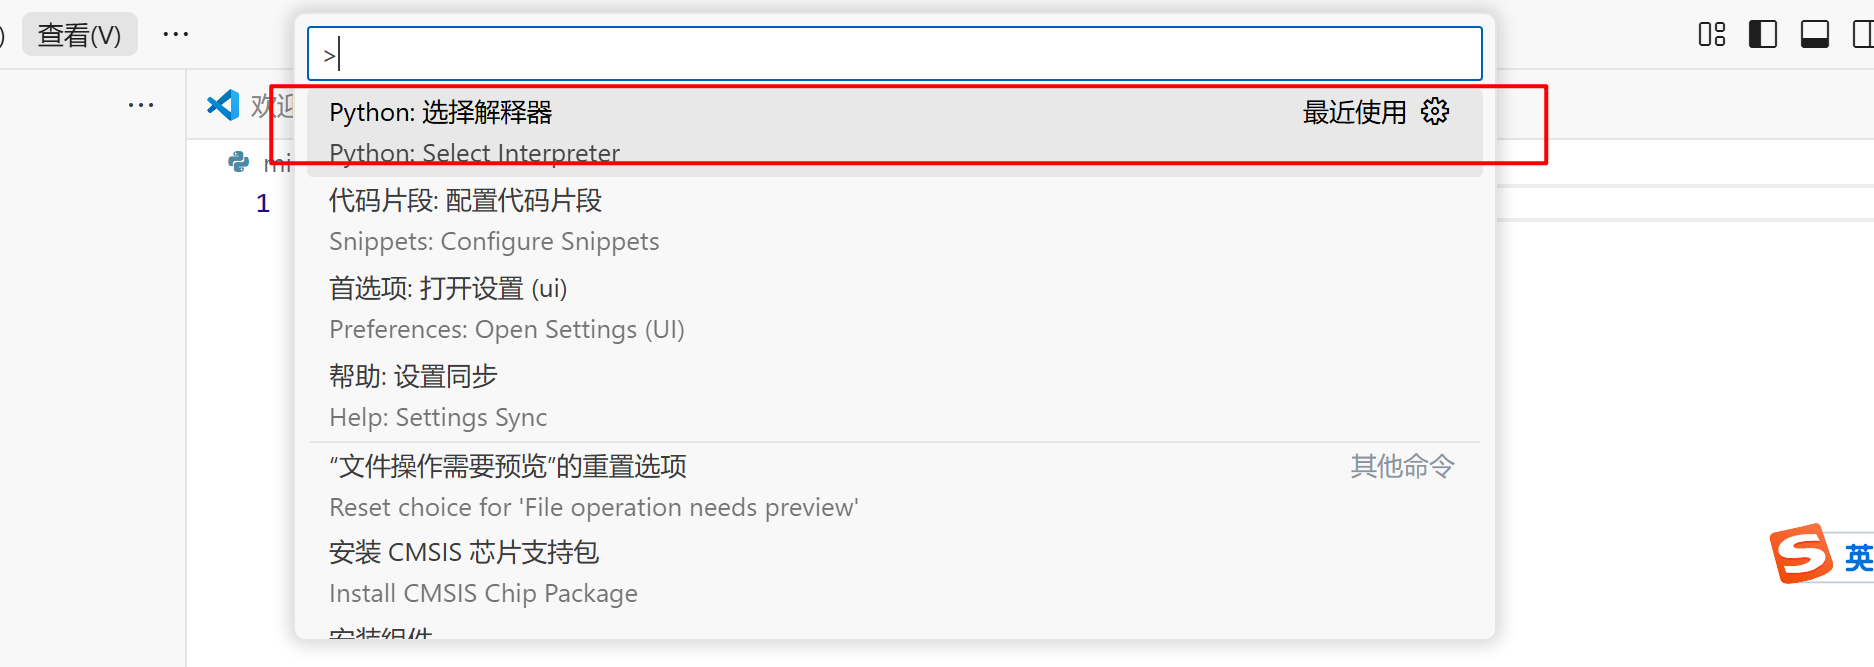 ) 查看(V) ···
>
···
欢迎
Python: 选择解释器 最近使用
Python: Select Interpreter
mi
1
代码片段: 配置代码片段
Snippets: Configure Snippets
首选项: 打开设置 (ui)
Preferences: Open Settings (UI)
帮助: 设置同步
Help: Settings Sync
“文件操作需要预览”的重置选项 其他命令
Reset choice for 'File operation needs preview'
安装 CMSIS 芯片支持包
Install CMSIS Chip Package
安装组件
S 英